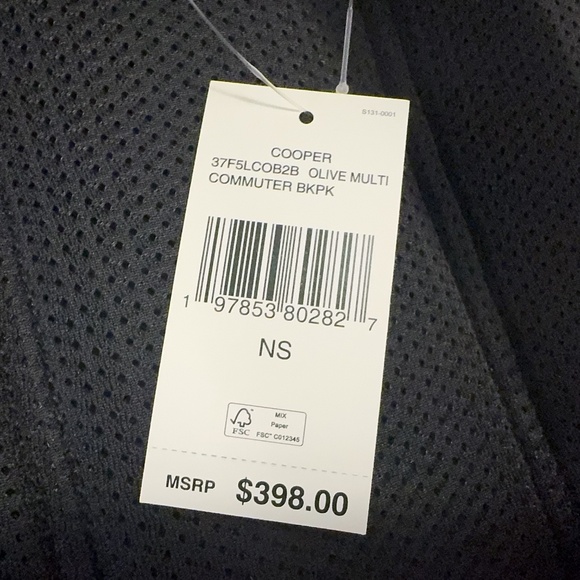 S131-0001
COOPER
37F5LCOB2B OLIVE MULTI
COMMUTER BKPK
1 97853 80282 7
NS
FSC
MIX
Paper
FSC® C012345
MSRP $398.00